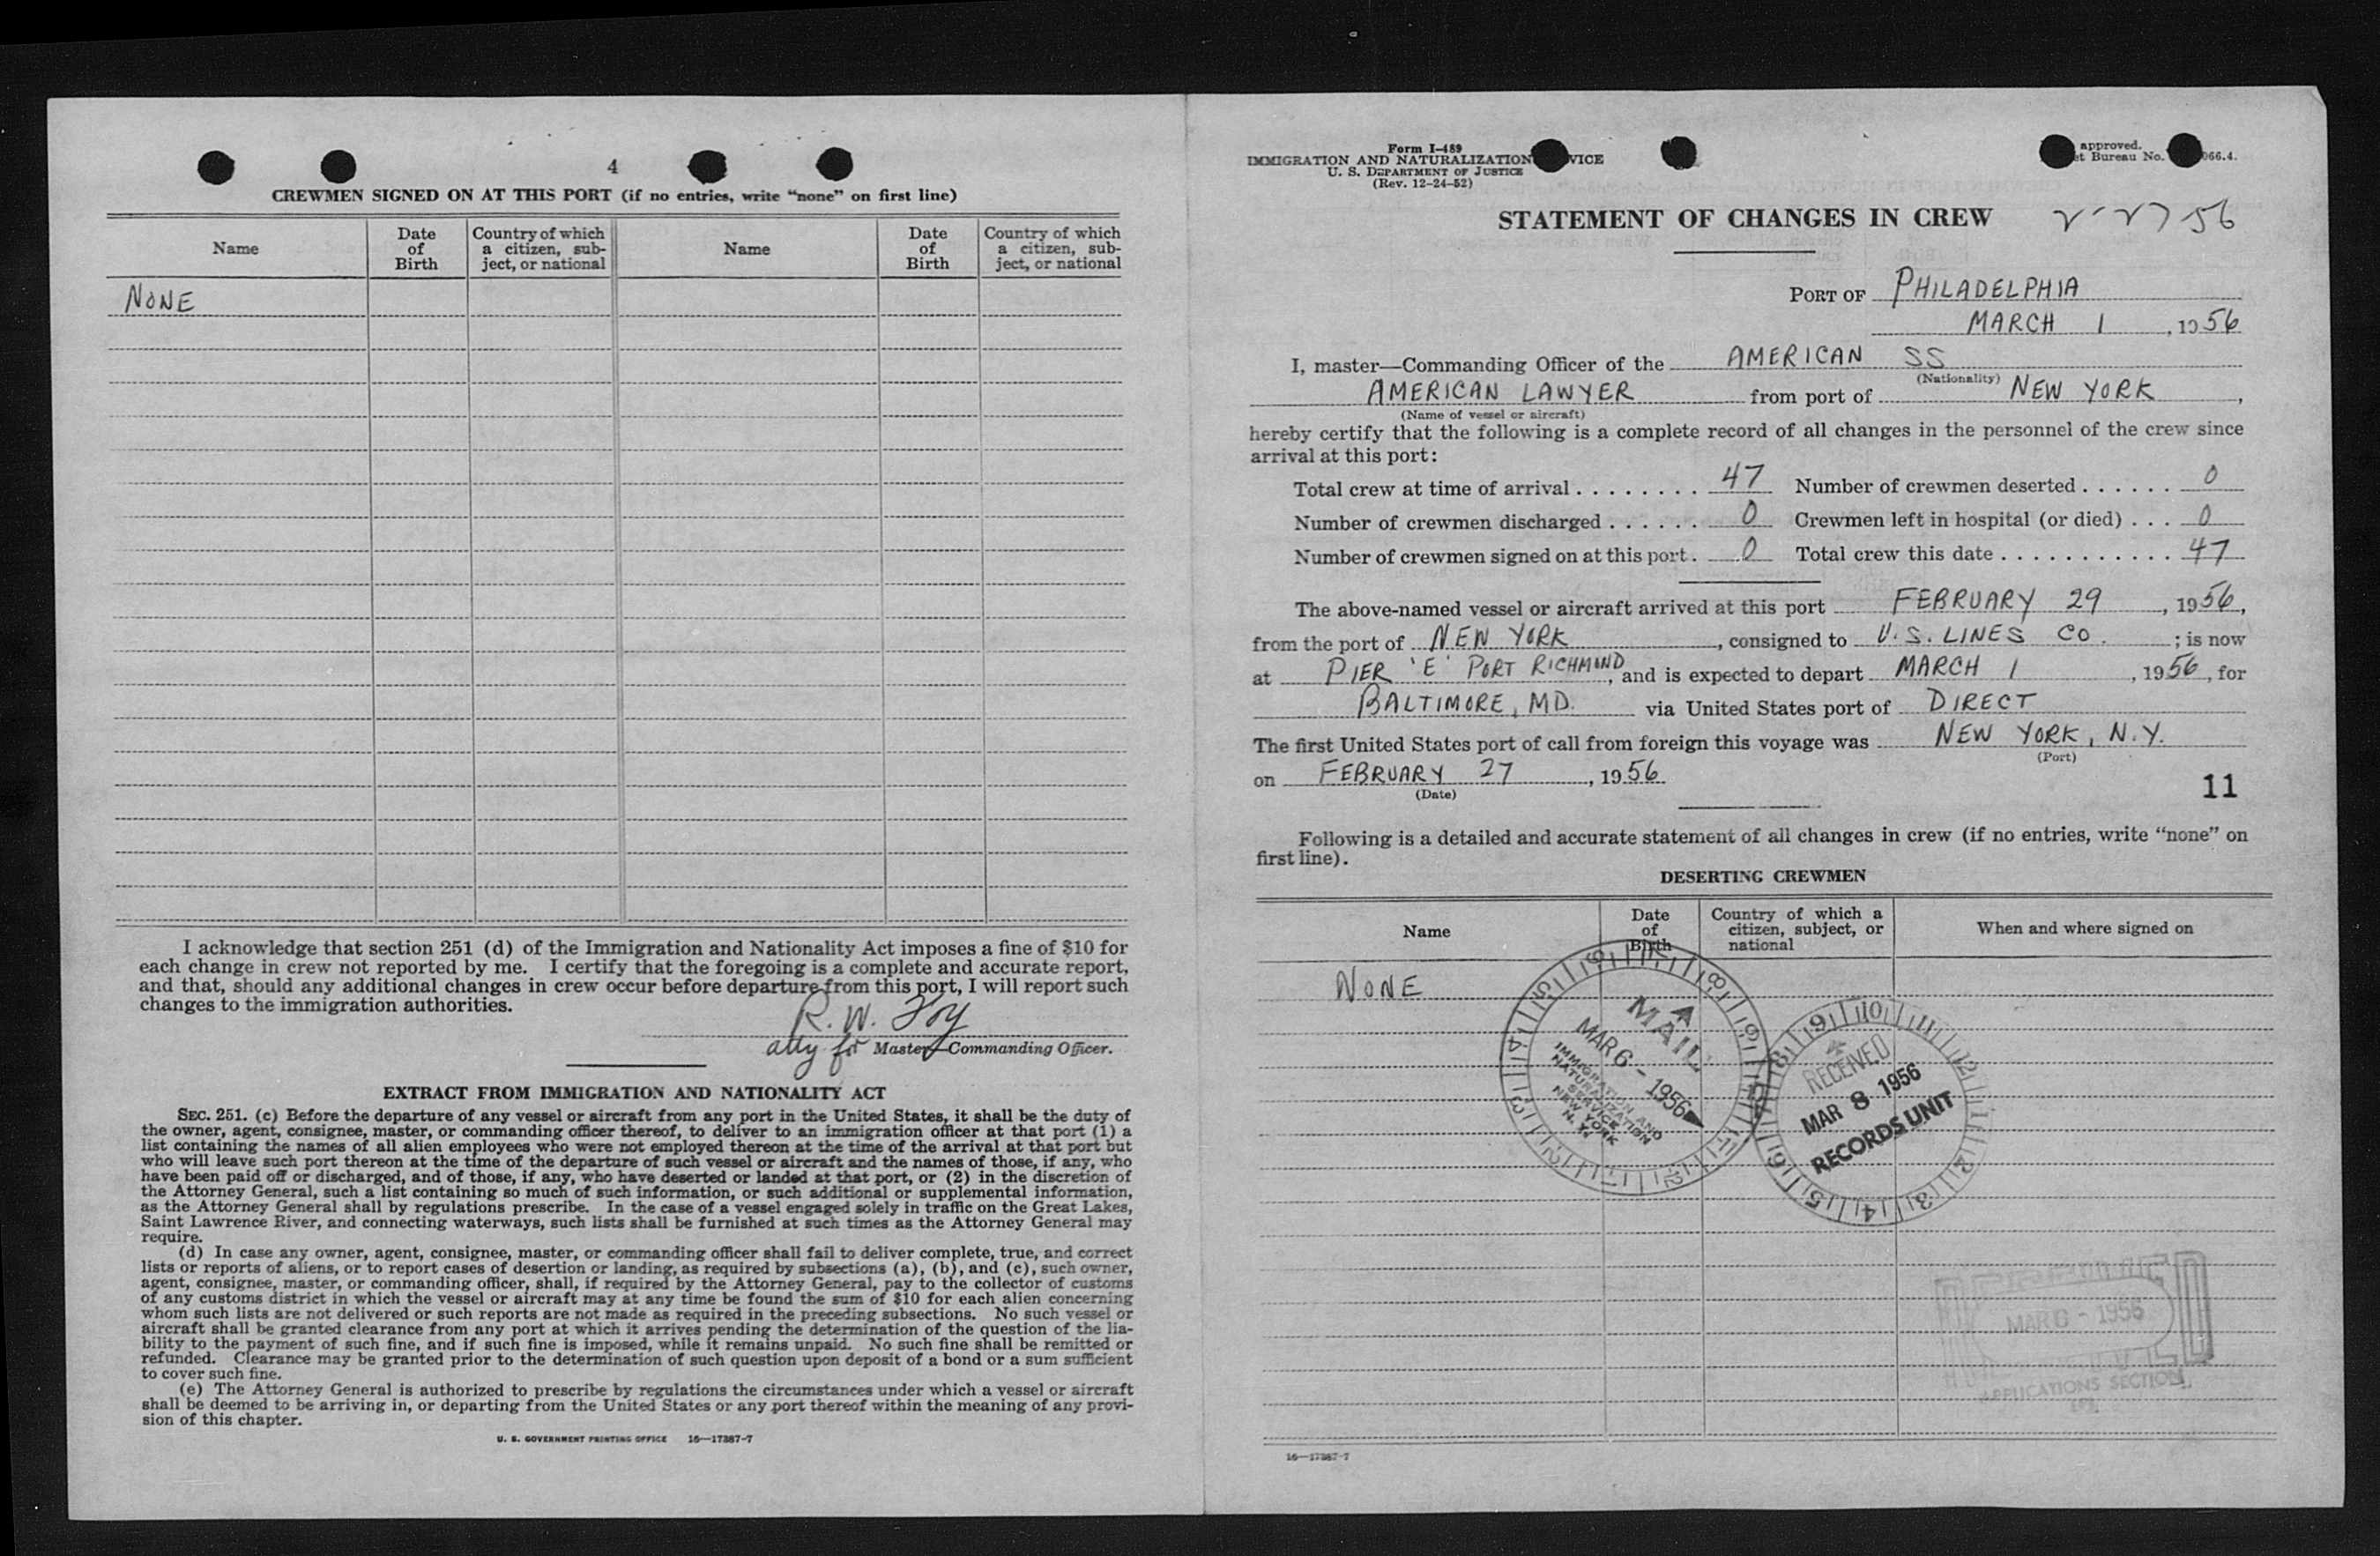 4
CREWMEN SIGNED ON AT THIS PORT (if no entries, write “none” on first line)
Name
Date of Birth
Country of which a citizen, sub-ject, or national
Name
Date of Birth
Country of which a citizen, sub-ject, or national
NONE
I acknowledge that section 251 (d) of the Immigration and Nationality Act imposes a fine of $10 for
each change in crew not reported by me. I certify that the foregoing is a complete and accurate report,
and that, should any additional changes in crew occur before departure from this port, I will report such
changes to the immigration authorities.
R. W. Foy
atty for Master—Commanding Officer.
EXTRACT FROM IMMIGRATION AND NATIONALITY ACT
SEC. 251. (c) Before the departure of any vessel or aircraft from any port in the United States, it shall be the duty of
the owner, agent, consignee, master, or commanding officer thereof, to deliver to an immigration officer at that port (1) a
list containing the names of all alien employees who were not employed thereon at the time of the arrival at that port but
who will leave such port thereon at the time of the departure of such vessel or aircraft and the names of those, if any, who
have been paid off or discharged, and of those, if any, who have deserted or landed at that port, or (2) in the discretion of
the Attorney General, such a list containing so much of such information, or such additional or supplemental information,
as the Attorney General shall by regulations prescribe. In the case of a vessel engaged solely in traffic on the Great Lakes,
Saint Lawrence River, and connecting waterways, such lists shall be furnished at such times as the Attorney General may
require.
(d) In case any owner, agent, consignee, master, or commanding officer shall fail to deliver complete, true, and correct
lists or reports of aliens, or to report cases of desertion or landing, as required by subsections (a), (b), and (c), such owner,
agent, consignee, master, or commanding officer, shall, if required by the Attorney General, pay to the collector of customs
of any customs district in which the vessel or aircraft may at any time be found the sum of $10 for each alien concerning
whom such lists are not delivered or such reports are not made as required in the preceding subsections. No such vessel or
aircraft shall be granted clearance from any port at which it arrives pending the determination of the question of the lia-
bility to the payment of such fine, and if such fine is imposed, while it remains unpaid. No such fine shall be remitted or
refunded. Clearance may be granted prior to the determination of such question upon deposit of a bond or a sum sufficient
to cover such fine.
(e) The Attorney General is authorized to prescribe by regulations the circumstances under which a vessel or aircraft
shall be deemed to be arriving in, or departing from the United States or any port thereof within the meaning of any provi-
sion of this chapter.
U. S. GOVERNMENT PRINTING OFFICE 16—17387-7
Form I-489
IMMIGRATION AND NATURALIZATION VICE
U. S. DEPARTMENT OF JUSTICE
(Rev. 12-24-52)
approved.
et Bureau No. 066.4.
STATEMENT OF CHANGES IN CREW 2-27 56
PORT OF PHILADELPHIA
MARCH 1, 1956
I, master—Commanding Officer of the AMERICAN SS
(Nationality)
AMERICAN LAWYER from port of NEW YORK,
(Name of vessel or aircraft)
hereby certify that the following is a complete record of all changes in the personnel of the crew since
arrival at this port:
Total crew at time of arrival 47 Number of crewmen deserted 0
Number of crewmen discharged 0 Crewmen left in hospital (or died) 0
Number of crewmen signed on at this port 0 Total crew this date 47
The above-named vessel or aircraft arrived at this port FEBRUARY 29, 1956,
from the port of NEW YORK, consigned to U.S. LINES CO.; is now
at PIER 'E' PORT RICHMOND, and is expected to depart MARCH 1, 1956, for
BALTIMORE, MD. via United States port of DIRECT
The first United States port of call from foreign this voyage was NEW YORK, N.Y.
(Port)
on FEBRUARY 27, 1956
(Date)
11
Following is a detailed and accurate statement of all changes in crew (if no entries, write “none” on
first line).
DESERTING CREWMEN
Name
Date of Birth
Country of which a citizen, subject, or national
When and where signed on
NONE
MAIL
MAR 6 - 1956
IMMIGRATION AND
NATURALIZATION
SERVICE
NEW YORK
N. Y.
RECEIVED
MAR 8 1956
RECORDS UNIT
MAR 6 - 1956
APPLICATIONS SECTION
16—17387-7